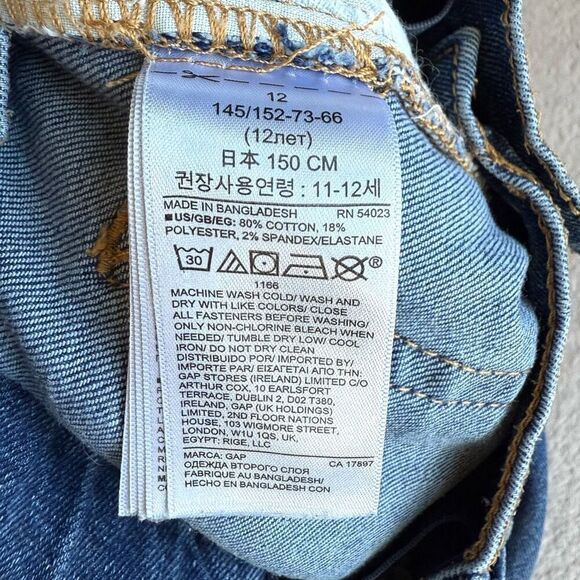 12
145/152-73-66
(12лет)
日本 150 CM
권장사용연령 : 11-12세
MADE IN BANGLADESH RN 54023
■US/GB/EG: 80% COTTON, 18%
POLYESTER, 2% SPANDEX/ELASTANE
30 ®
1166
MACHINE WASH COLD/ WASH AND
DRY WITH LIKE COLORS/ CLOSE
ALL FASTENERS BEFORE WASHING/
ONLY NON-CHLORINE BLEACH WHEN
NEEDED/ TUMBLE DRY LOW/ COOL
IRON/ DO NOT DRY CLEAN
DISTRIBUIDO POR/ IMPORTED BY/
IMPORTE PAR/ ΕΙΣΑΓΕΤΑΙ ΑΠΟ ΤΗΝ:
GAP STORES (IRELAND) LIMITED C/O
ARTHUR COX, 10 EARLSFORT
TERRACE, DUBLIN 2, D02 T380,
IRELAND, GAP (UK HOLDINGS)
LIMITED, 2ND FLOOR NATIONS
HOUSE, 103 WIGMORE STREET,
LONDON, W1U 1QS, UK,
EGYPT: RIGE, LLC
MARCA: GAP CA 17897
ОДЕЖДА ВТОРОГО СЛОЯ
FABRIQUE AU BANGLADESH/
HECHO EN BANGLADESH CON